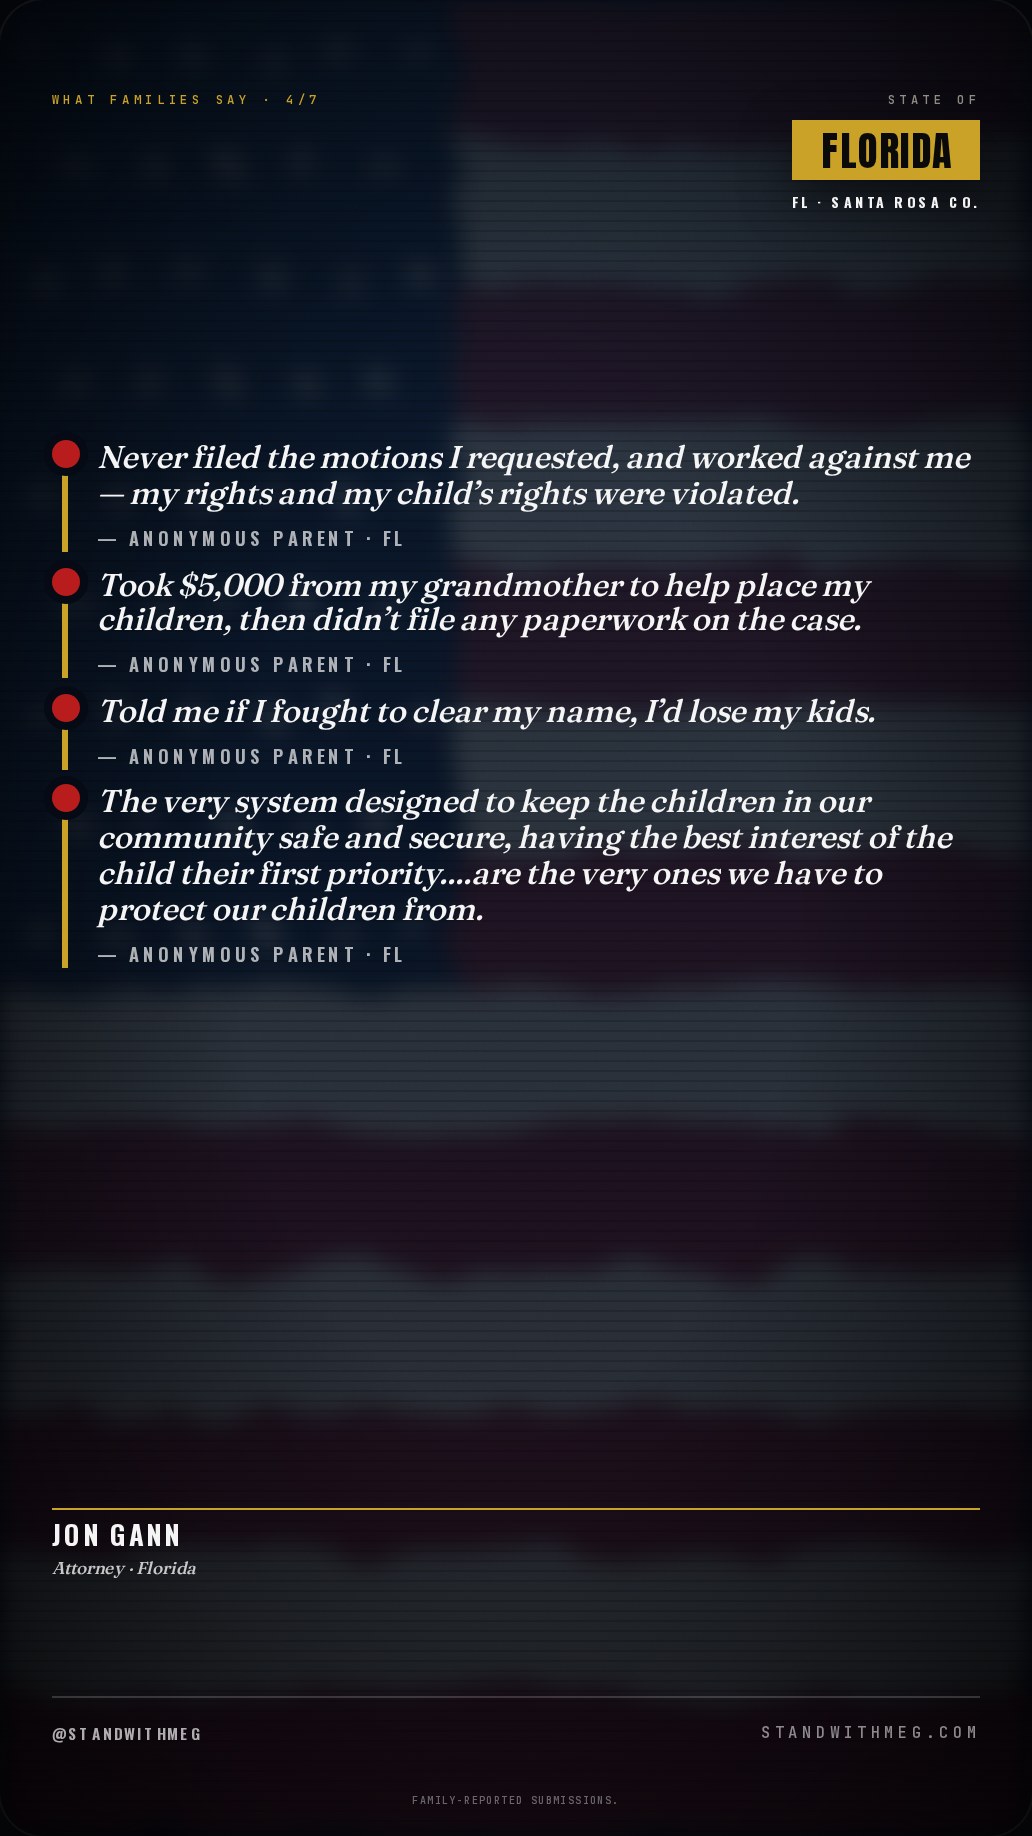 WHAT FAMILIES SAY · 4/7
STATE OF
FLORIDA
FL · SANTA ROSA CO.
Never filed the motions I requested, and worked against me
— my rights and my child’s rights were violated.
— ANONYMOUS PARENT · FL
Took $5,000 from my grandmother to help place my
children, then didn’t file any paperwork on the case.
— ANONYMOUS PARENT · FL
Told me if I fought to clear my name, I’d lose my kids.
— ANONYMOUS PARENT · FL
The very system designed to keep the children in our
community safe and secure, having the best interest of the
child their first priority....are the very ones we have to
protect our children from.
— ANONYMOUS PARENT · FL
JON GANN
Attorney · Florida
@STANDWITHMEG
STANDWITHMEG.COM
FAMILY-REPORTED SUBMISSIONS.